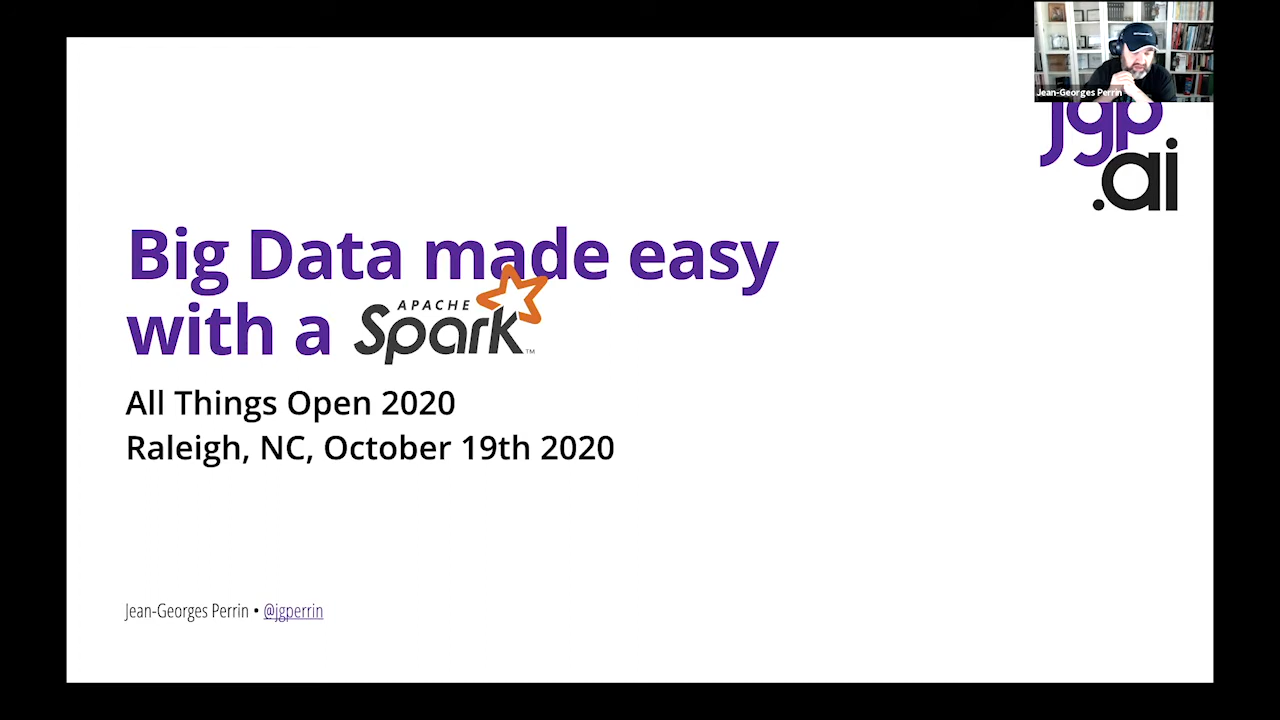 Jean-Georges Perrin
jgp
.ai
Big Data made easy
with a APACHE Spark™
All Things Open 2020
Raleigh, NC, October 19th 2020
Jean-Georges Perrin • @jgperrin